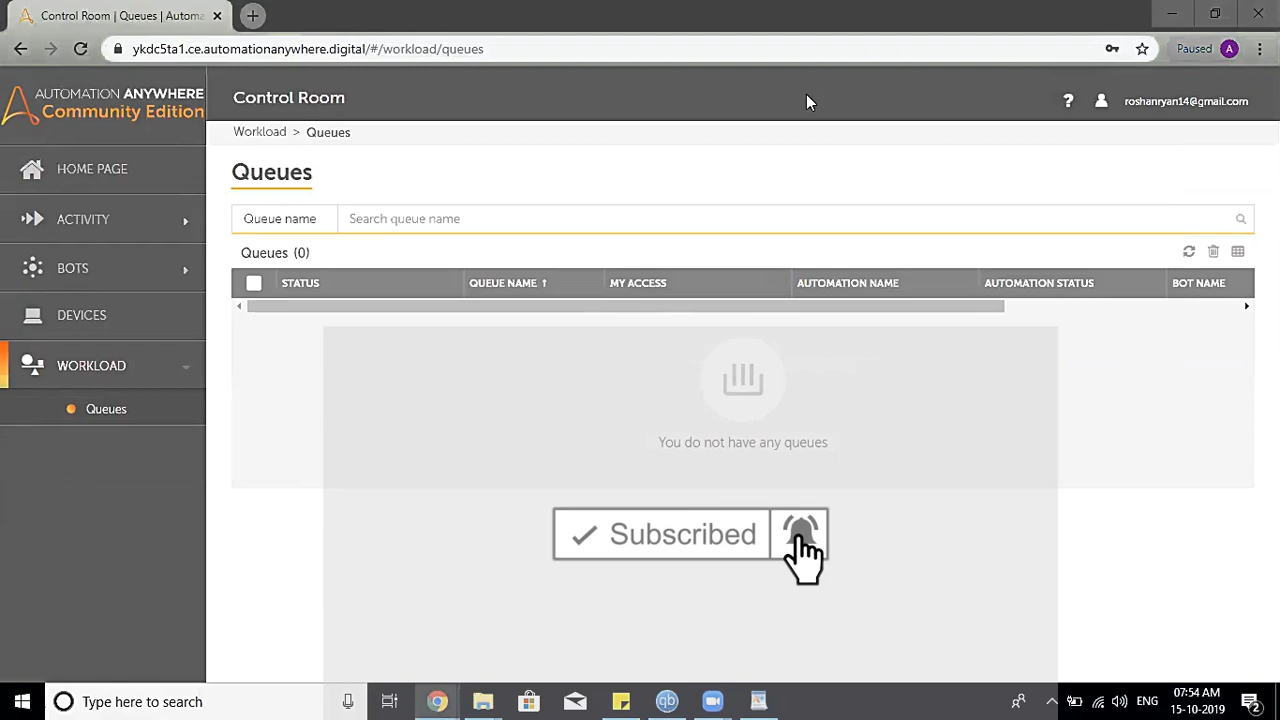 Control Room | Queues | Automa
ykdc5ta1.ce.automationanywhere.digital/#/workload/queues
Paused
A
AUTOMATION ANYWHERE
Community Edition
Control Room
roshanryan14@gmail.com
Workload > Queues
HOME PAGE
ACTIVITY
BOTS
DEVICES
WORKLOAD
Queues
Queues
Queue name
Search queue name
Queues (0)
STATUS
QUEUE NAME ↑
MY ACCESS
AUTOMATION NAME
AUTOMATION STATUS
BOT NAME
You do not have any queues
Subscribed
Type here to search
qb
ENG
07:54 AM
15-10-2019
2